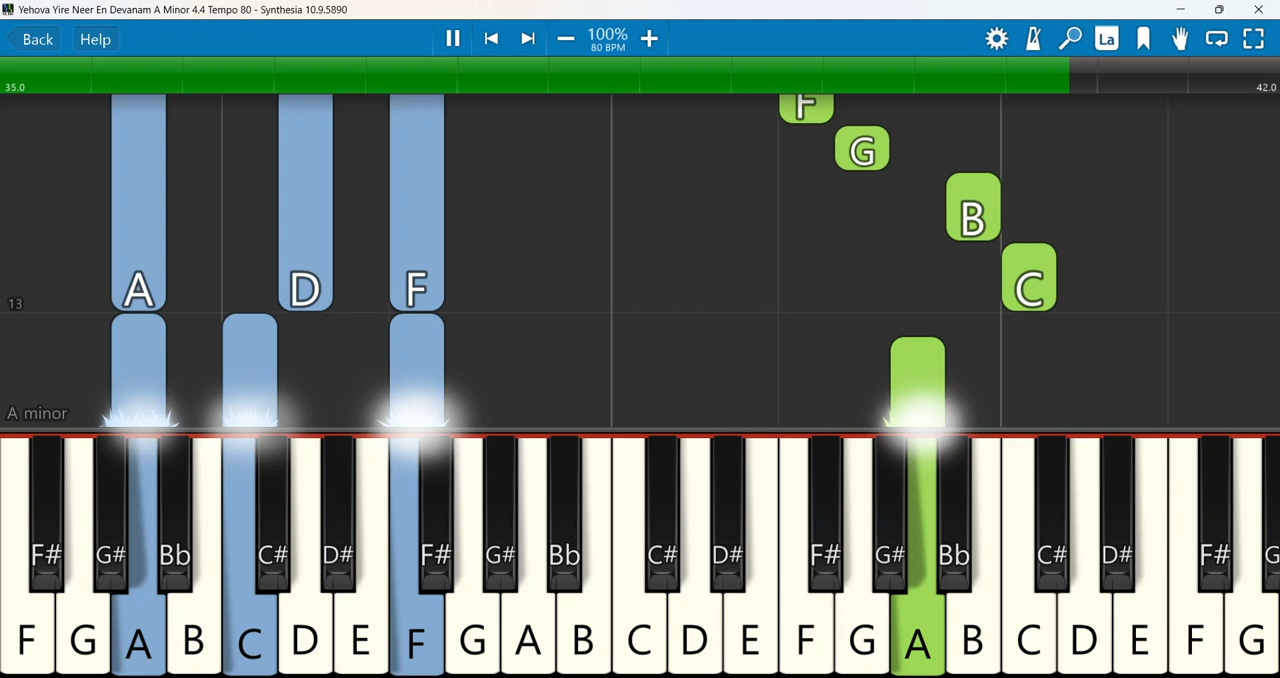 Yehova Yire Neer En Devanam A Minor 4.4 Tempo 80 - Synthesia 10.9.5890
Back Help 100% La
80 BPM
35.0 42.0
F
G
B
A D F C
13
A minor
F# G# Bb C# D# F# G# Bb C# D# F# G# Bb C# D# F# G
F G A B C D E F G A B C D E F G A B C D E F G